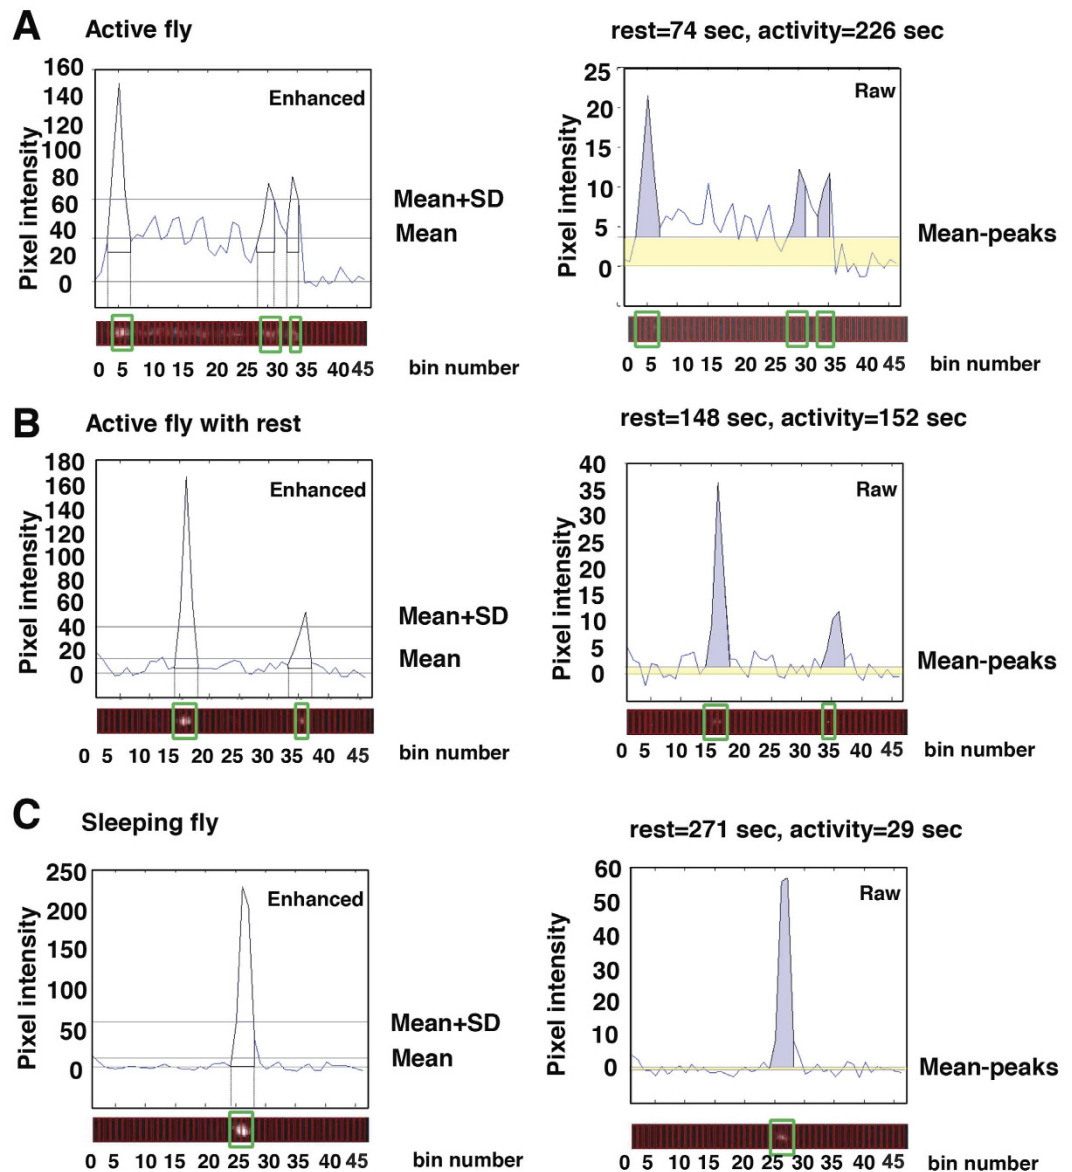 A
Active fly
rest=74 sec, activity=226 sec
160
140
120
100
80
60
40
20
0
Pixel intensity
Enhanced
Mean+SD
Mean
0 5 10 15 20 25 30 35 40 45
bin number
25
20
15
10
5
0
Pixel intensity
Raw
Mean-peaks
0 5 10 15 20 25 30 35 40 45
bin number
B
Active fly with rest
rest=148 sec, activity=152 sec
180
160
140
120
100
80
60
40
20
0
Pixel intensity
Enhanced
Mean+SD
Mean
0 5 10 15 20 25 30 35 40 45
bin number
40
35
30
25
20
15
10
5
0
Pixel intensity
Raw
Mean-peaks
0 5 10 15 20 25 30 35 40 45
bin number
C
Sleeping fly
rest=271 sec, activity=29 sec
250
200
150
100
50
0
Pixel intensity
Enhanced
Mean+SD
Mean
0 5 10 15 20 25 30 35 40 45
bin number
60
50
40
30
20
10
0
Pixel intensity
Raw
Mean-peaks
0 5 10 15 20 25 30 35 40 45
bin number